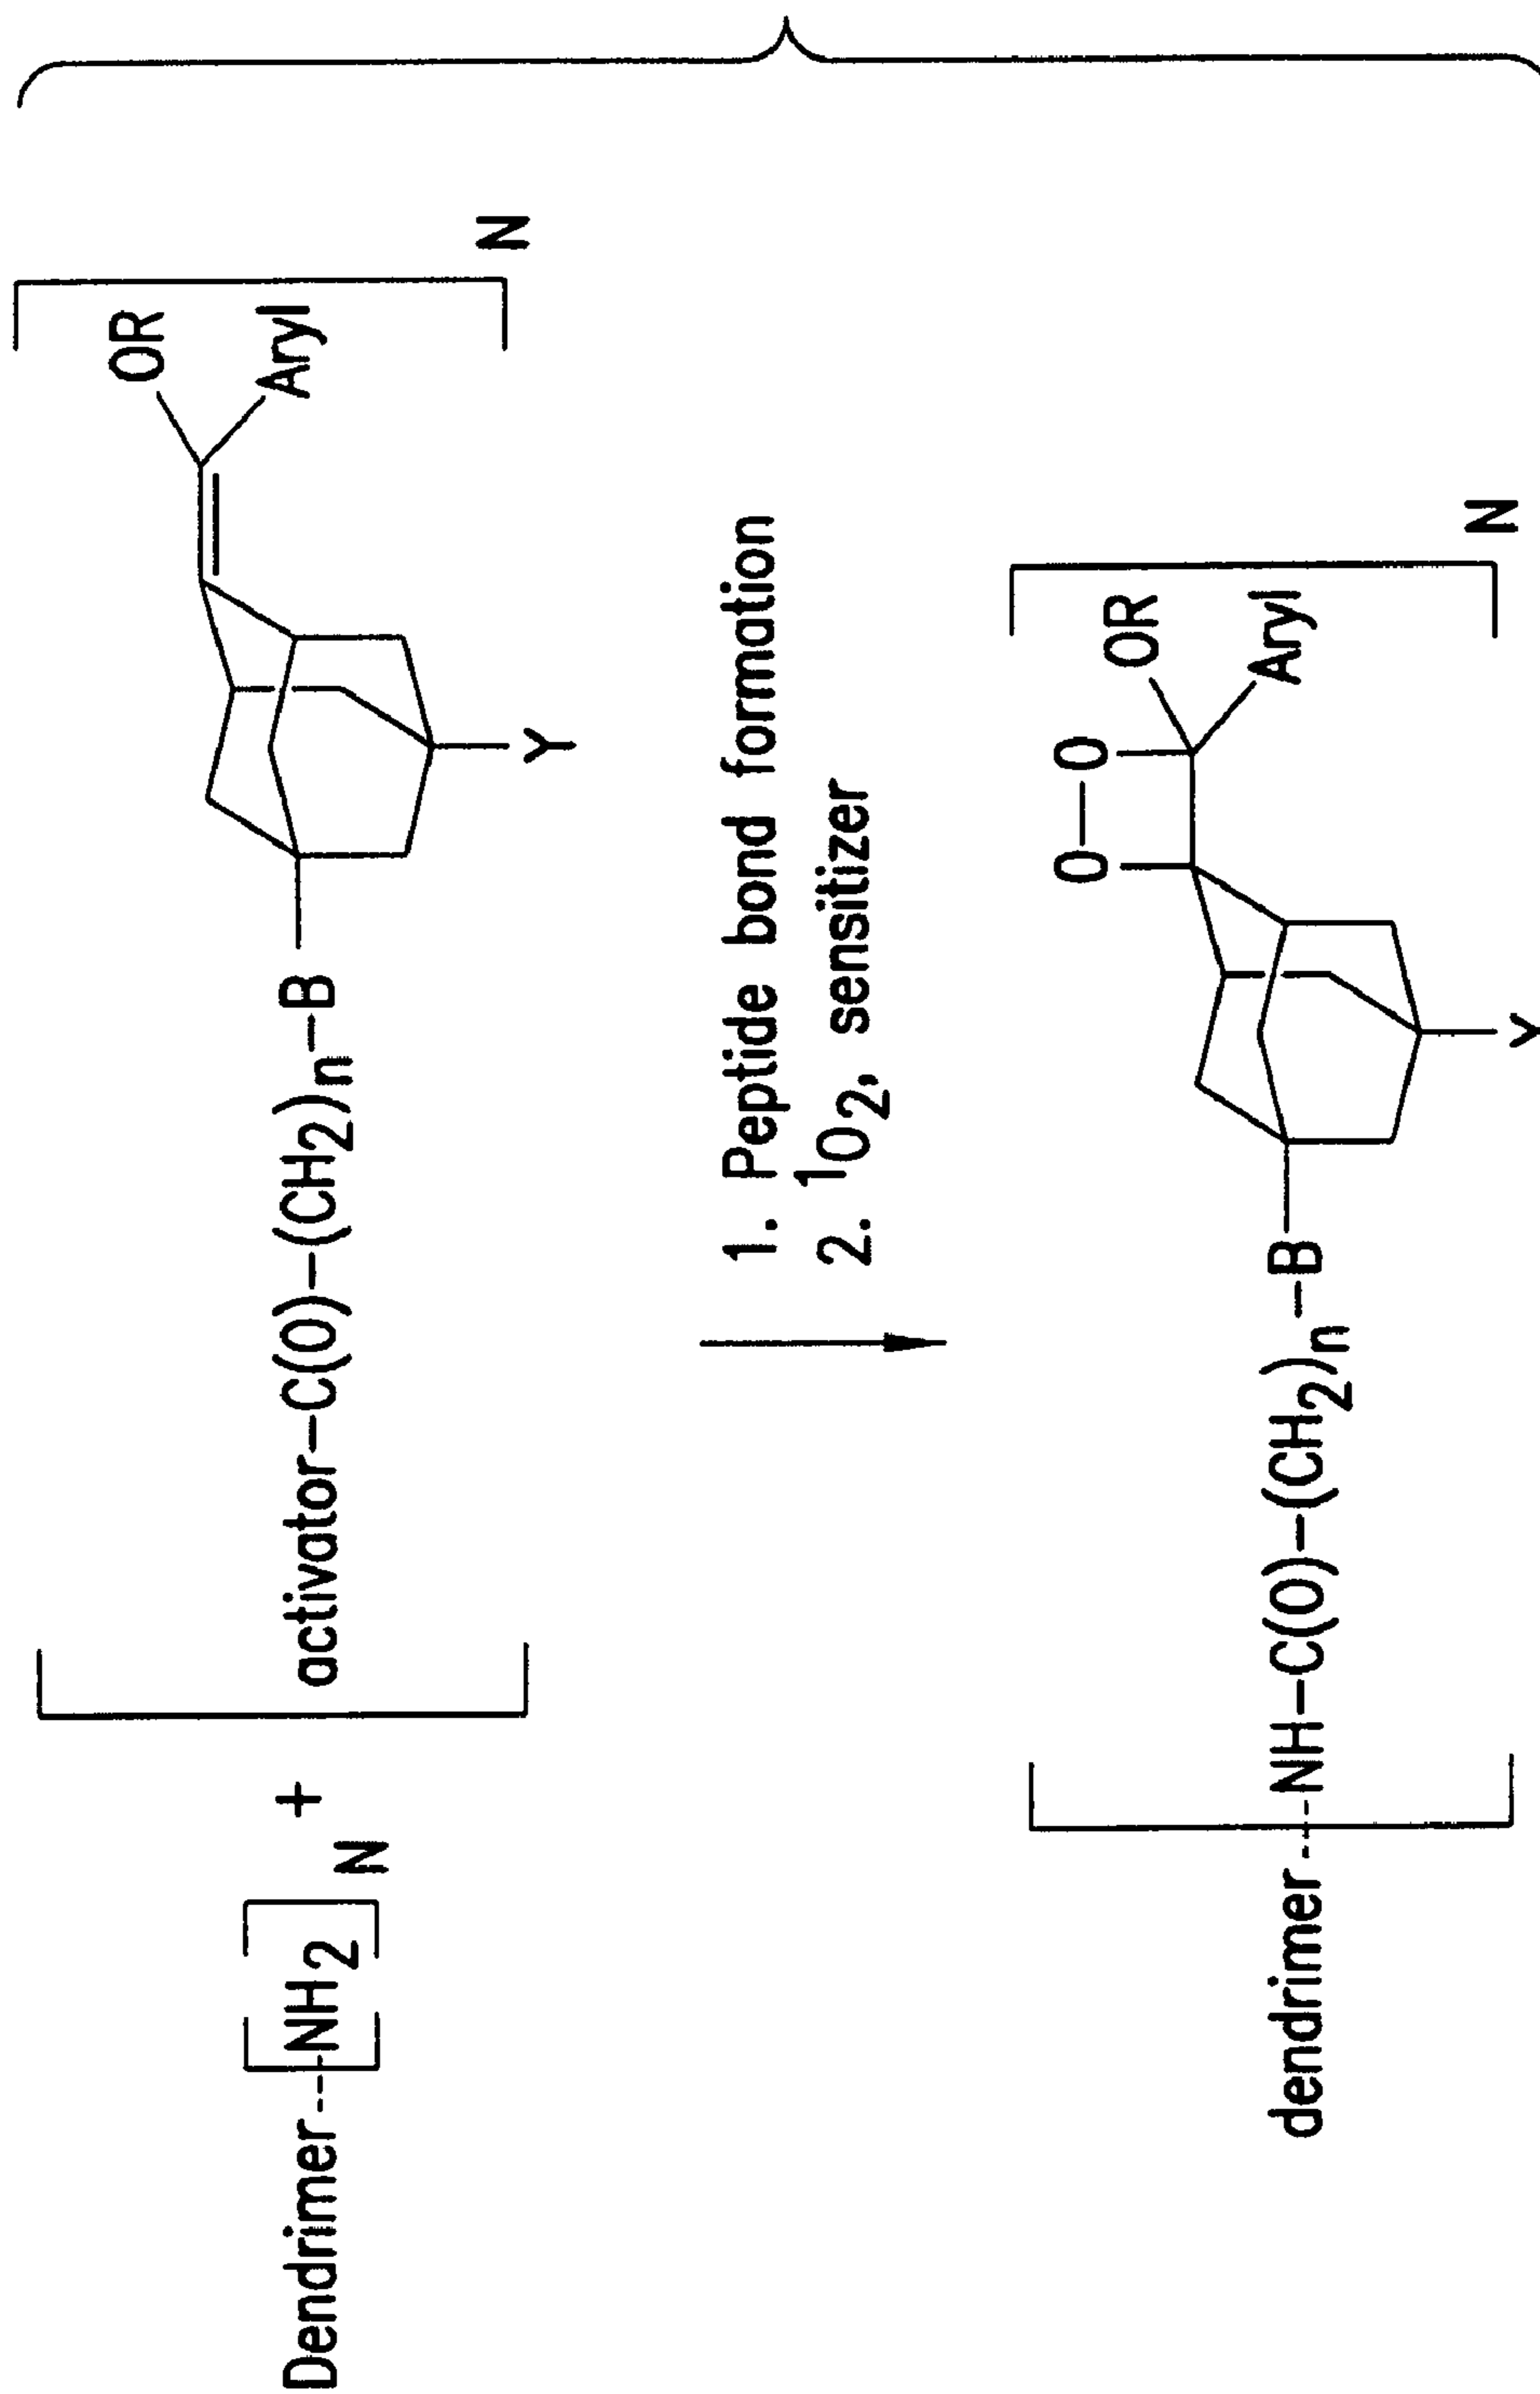 Dendrimer---[NH2]N + [activator–C(O)–(CH2)n–B
OR
Aryl
N
Y
1. Peptide bond formation
2. 1O2, sensitizer
dendrimer---NH–C(O)–(CH2)n–B
O–O
OR
Aryl
N
Y